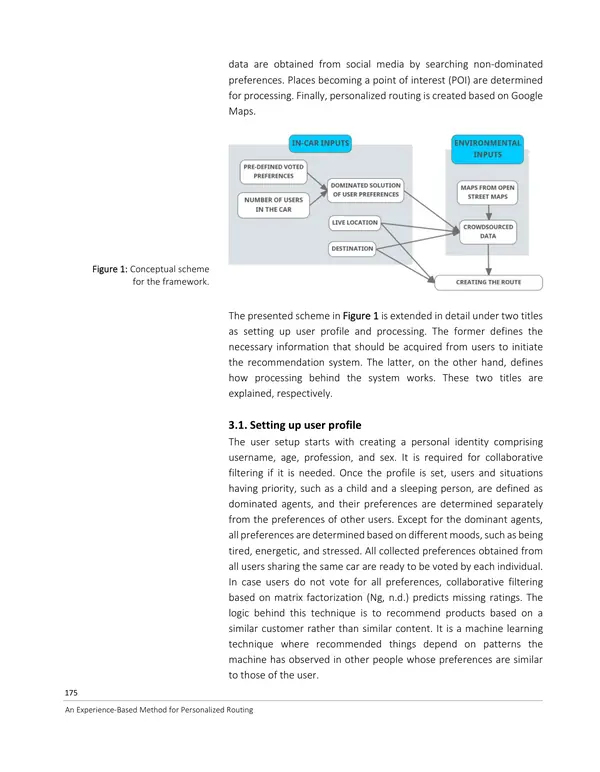 data are obtained from social media by searching non-dominated
preferences. Places becoming a point of interest (POI) are determined
for processing. Finally, personalized routing is created based on Google
Maps.
IN-CAR INPUTS
ENVIRONMENTAL
INPUTS
PRE-DEFINED VOTED
PREFERENCES
DOMINATED SOLUTION
OF USER PREFERENCES
MAPS FROM OPEN
STREET MAPS
NUMBER OF USERS
IN THE CAR
LIVE LOCATION
CROWDSOURCED
DATA
DESTINATION
CREATING THE ROUTE
Figure 1: Conceptual scheme
for the framework.
The presented scheme in Figure 1 is extended in detail under two titles
as setting up user profile and processing. The former defines the
necessary information that should be acquired from users to initiate
the recommendation system. The latter, on the other hand, defines
how processing behind the system works. These two titles are
explained, respectively.
3.1. Setting up user profile
The user setup starts with creating a personal identity comprising
username, age, profession, and sex. It is required for collaborative
filtering if it is needed. Once the profile is set, users and situations
having priority, such as a child and a sleeping person, are defined as
dominated agents, and their preferences are determined separately
from the preferences of other users. Except for the dominant agents,
all preferences are determined based on different moods, such as being
tired, energetic, and stressed. All collected preferences obtained from
all users sharing the same car are ready to be voted by each individual.
In case users do not vote for all preferences, collaborative filtering
based on matrix factorization (Ng, n.d.) predicts missing ratings. The
logic behind this technique is to recommend products based on a
similar customer rather than similar content. It is a machine learning
technique where recommended things depend on patterns the
machine has observed in other people whose preferences are similar
to those of the user.
175
An Experience-Based Method for Personalized Routing